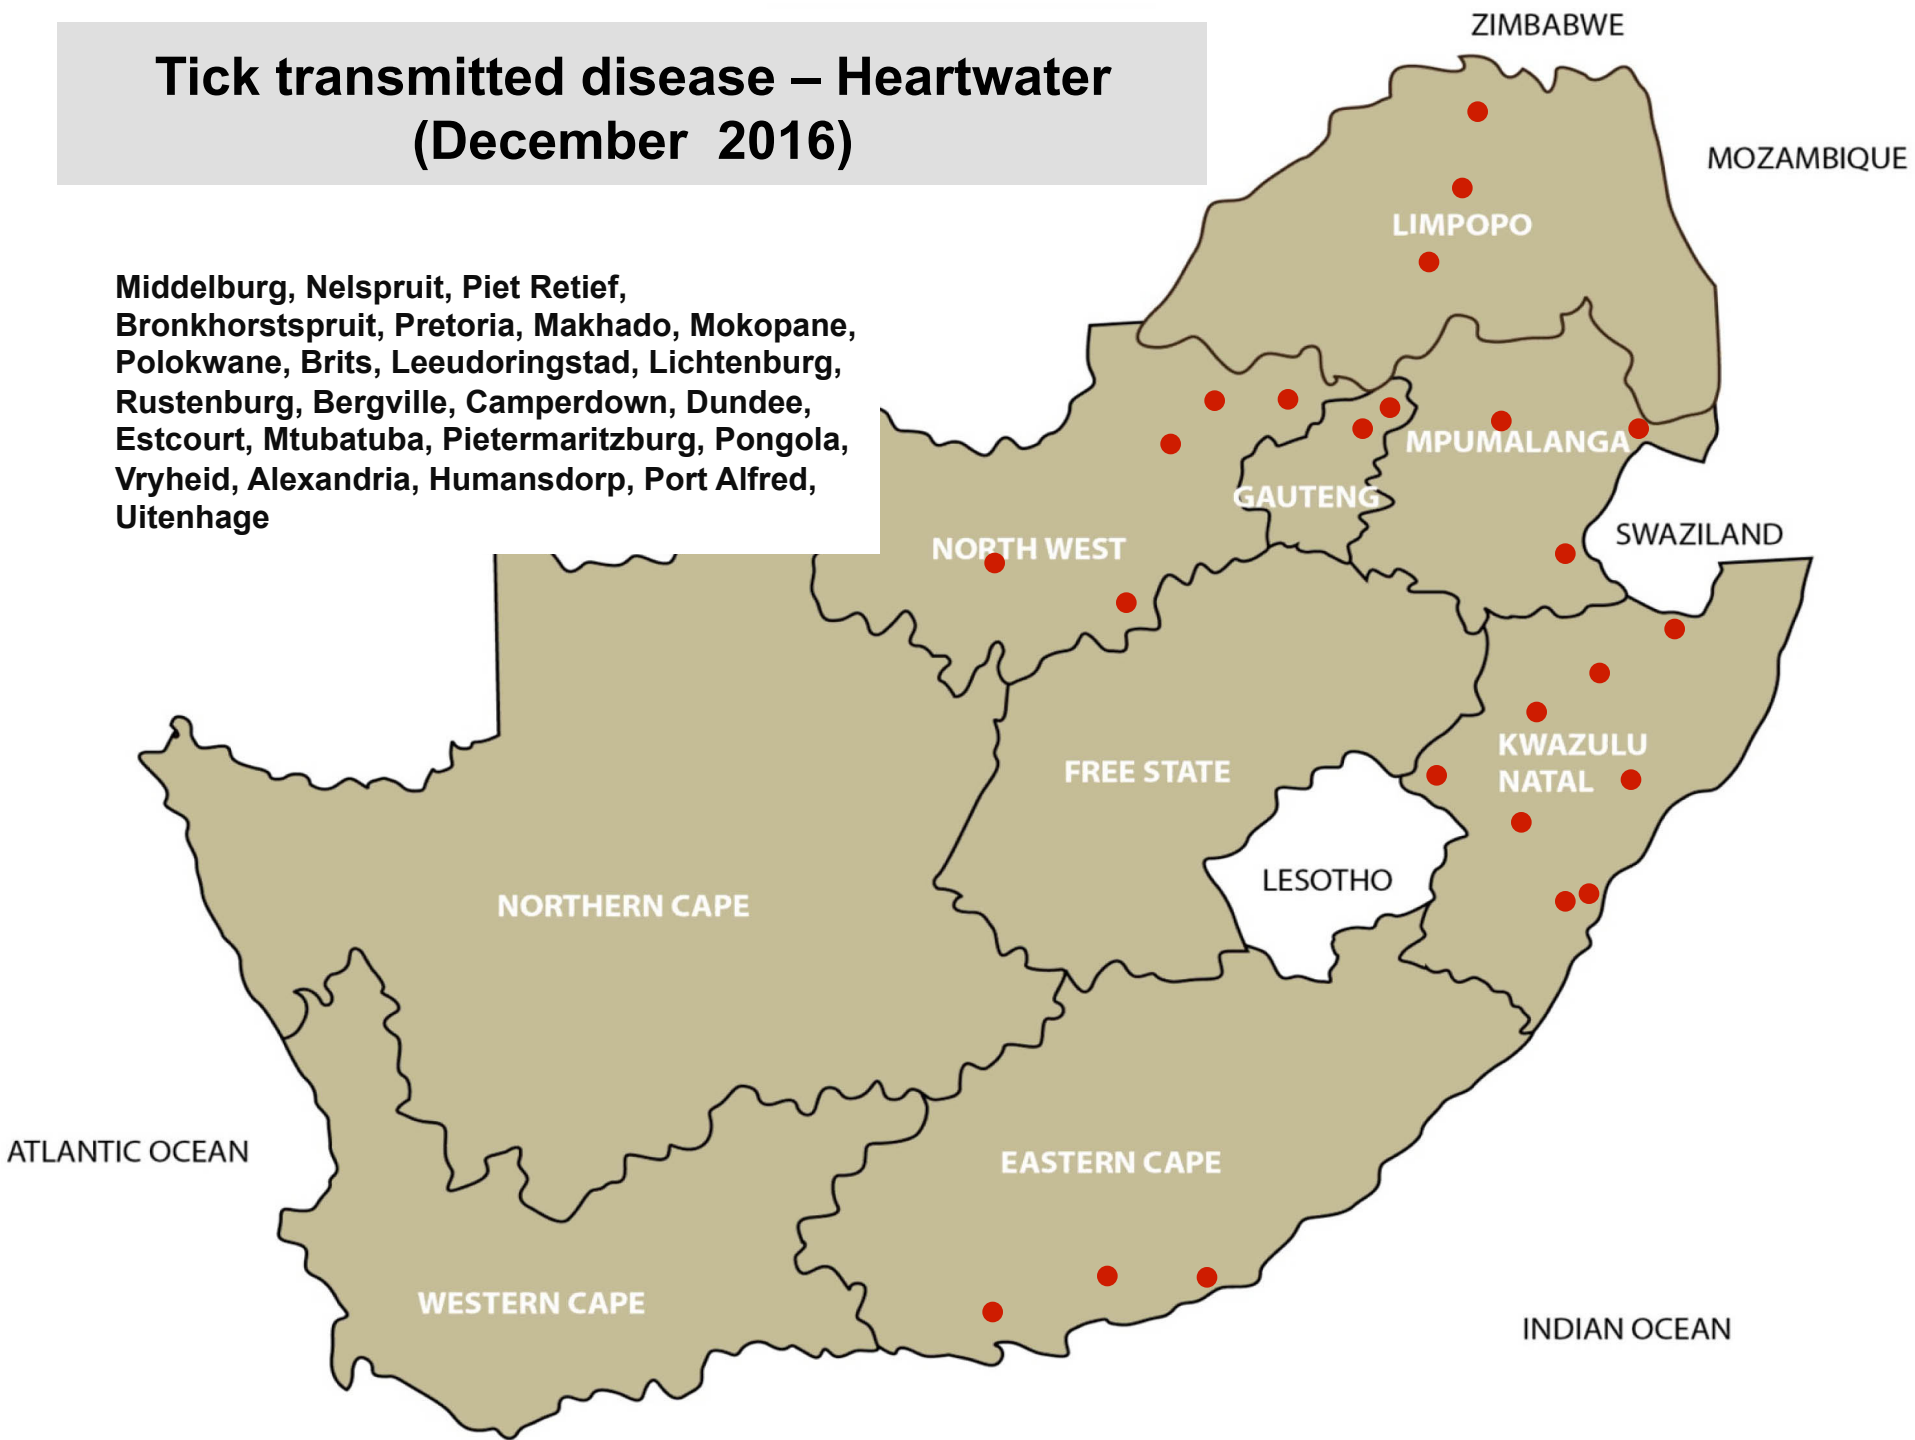 Tick transmitted disease – Heartwater
(December  2016)
ZIMBABWE
MOZAMBIQUE
LIMPOPO
Middelburg, Nelspruit, Piet Retief,
Bronkhorstspruit, Pretoria, Makhado, Mokopane,
Polokwane, Brits, Leeudoringstad, Lichtenburg,
Rustenburg, Bergville, Camperdown, Dundee,
Estcourt, Mtubatuba, Pietermaritzburg, Pongola,
Vryheid, Alexandria, Humansdorp, Port Alfred,
Uitenhage
MPUMALANGA
GAUTENG
NORTH WEST
SWAZILAND
KWAZULU
NATAL
FREE STATE
LESOTHO
NORTHERN CAPE
ATLANTIC OCEAN
EASTERN CAPE
WESTERN CAPE
INDIAN OCEAN